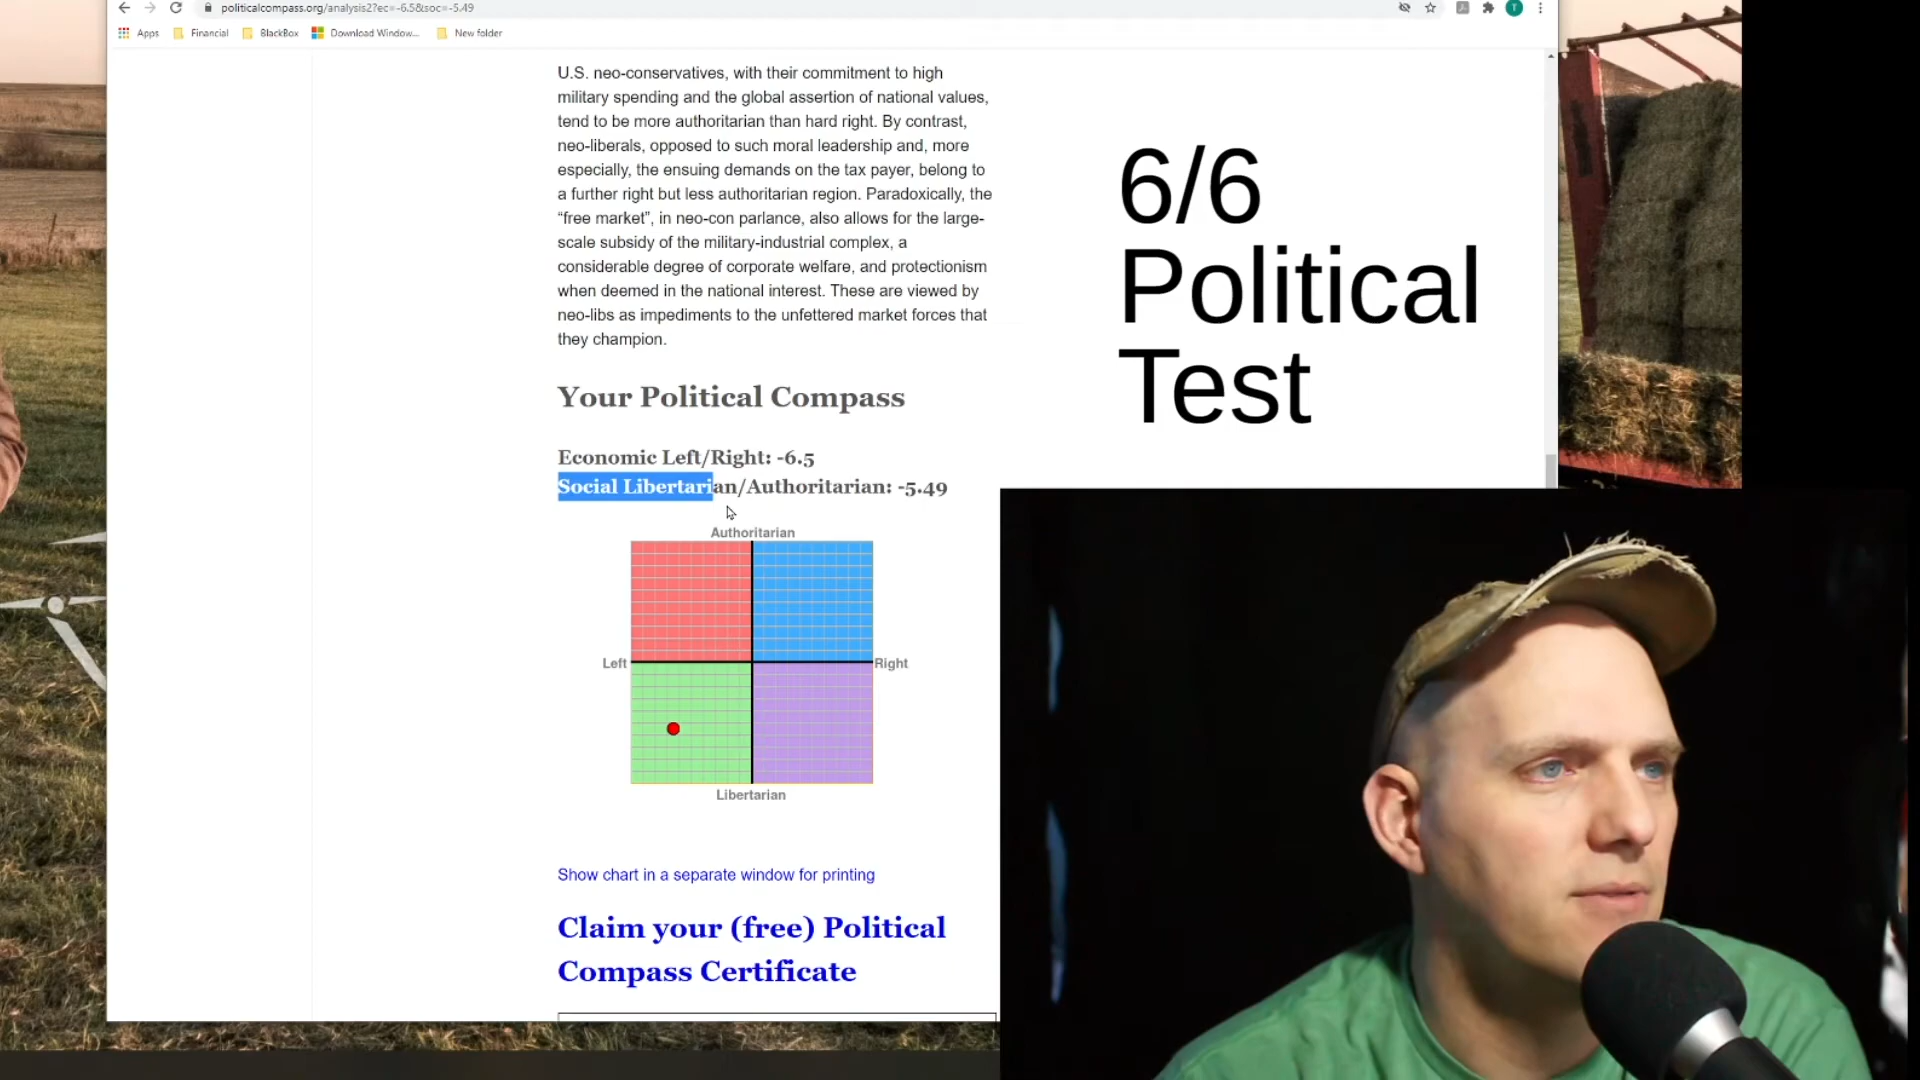 politicalcompass.org/analysis2?ec=-6.5&soc=-5.49
T
Apps
Financial
BlackBox
Download Window...
New folder
U.S. neo-conservatives, with their commitment to high
military spending and the global assertion of national values,
tend to be more authoritarian than hard right. By contrast,
neo-liberals, opposed to such moral leadership and, more
especially, the ensuing demands on the tax payer, belong to
a further right but less authoritarian region. Paradoxically, the
“free market”, in neo-con parlance, also allows for the large-
scale subsidy of the military-industrial complex, a
considerable degree of corporate welfare, and protectionism
when deemed in the national interest. These are viewed by
neo-libs as impediments to the unfettered market forces that
they champion.
6/6
Political
Test
Your Political Compass
Economic Left/Right: -6.5
Social Libertarian/Authoritarian: -5.49
Authoritarian
Left
Right
Libertarian
Show chart in a separate window for printing
Claim your (free) Political
Compass Certificate